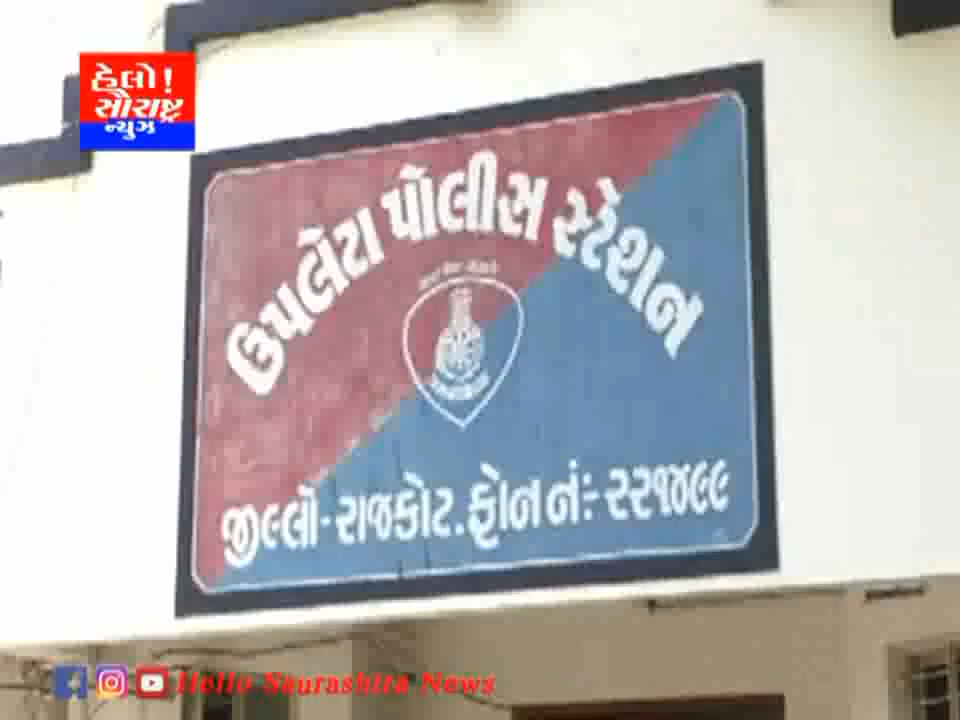 હેલો!
સૌરાષ્ટ્ર
ન્યુઝ
ઉપલેટા પોલીસ સ્ટેશન
જીલ્લો-રાજકોટ.ફોન નં:- ૨૨૧૪૯૯
Hello Saurashtra News